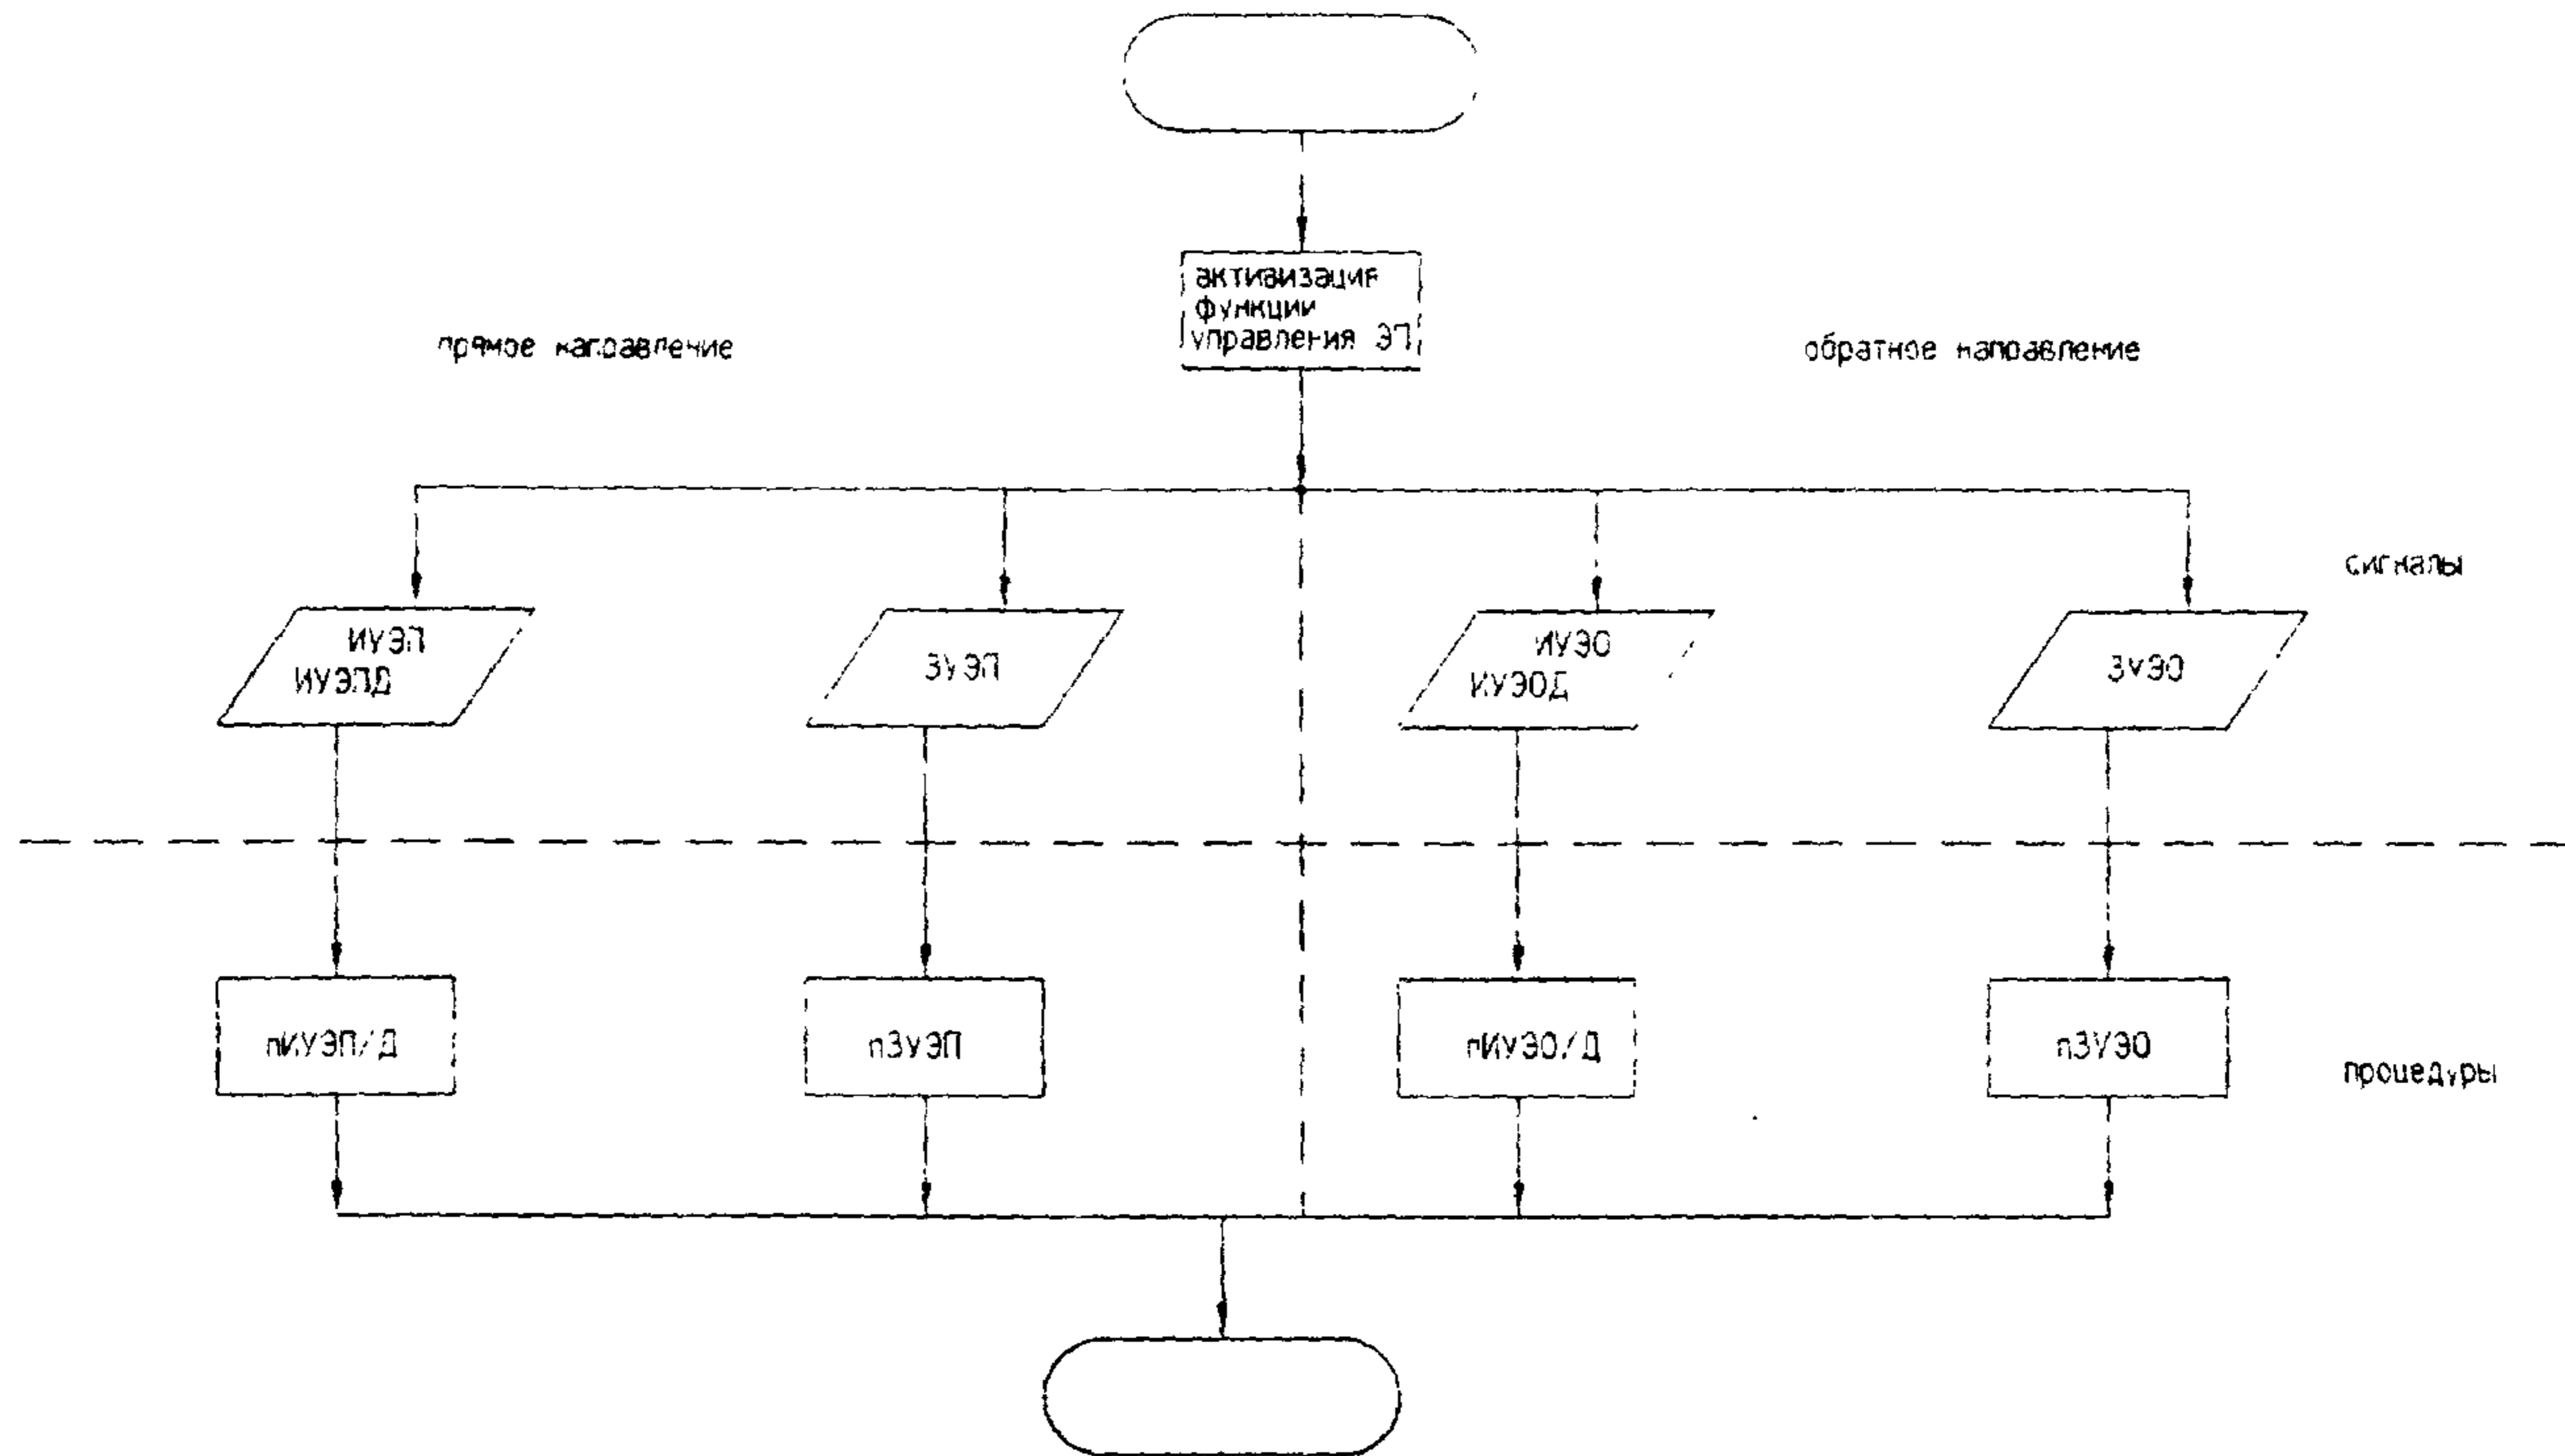 активизация
функции
управления ЭП
прямое направление
обратное направление
сигналы
ИУЭП
ИУЭПД
ЗУЭП
ИУЭО
ИУЭОД
ЗУЭО
пИУЭП/Д
пЗУЭП
пИУЭО/Д
пЗУЭО
процедуры